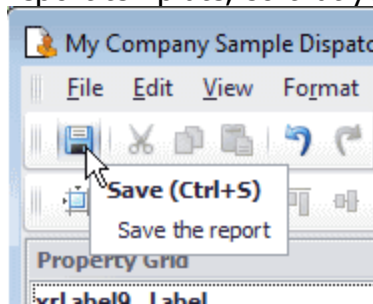 My Company Sample Dispatc
File Edit View Format
Save (Ctrl+S)
Save the report
Property Grid
xrLabel9 Label